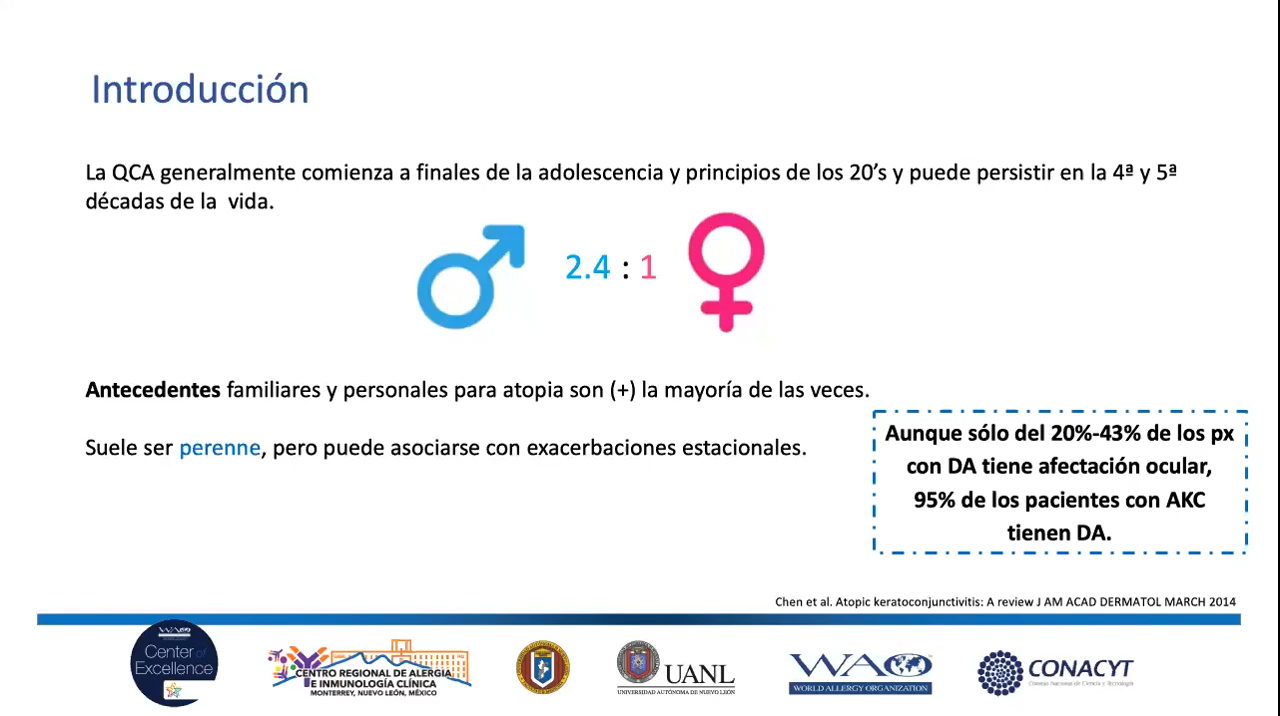 Introducción
La QCA generalmente comienza a finales de la adolescencia y principios de los 20’s y puede persistir en la 4ª y 5ª
décadas de la vida.
2.4 : 1
Antecedentes familiares y personales para atopia son (+) la mayoría de las veces.
Suele ser perenne, pero puede asociarse con exacerbaciones estacionales.
Aunque sólo del 20%-43% de los px
con DA tiene afectación ocular,
95% de los pacientes con AKC
tienen DA.
Chen et al. Atopic keratoconjunctivitis: A review J AM ACAD DERMATOL MARCH 2014
Center of
Excellence
CENTRO REGIONAL DE ALERGIA
E INMUNOLOGÍA CLÍNICA
MONTERREY, NUEVO LEÓN, MÉXICO
UANL
UNIVERSIDAD AUTÓNOMA DE NUEVO LEÓN
WAO
WORLD ALLERGY ORGANIZATION
CONACYT
Consejo Nacional de Ciencia y Tecnología